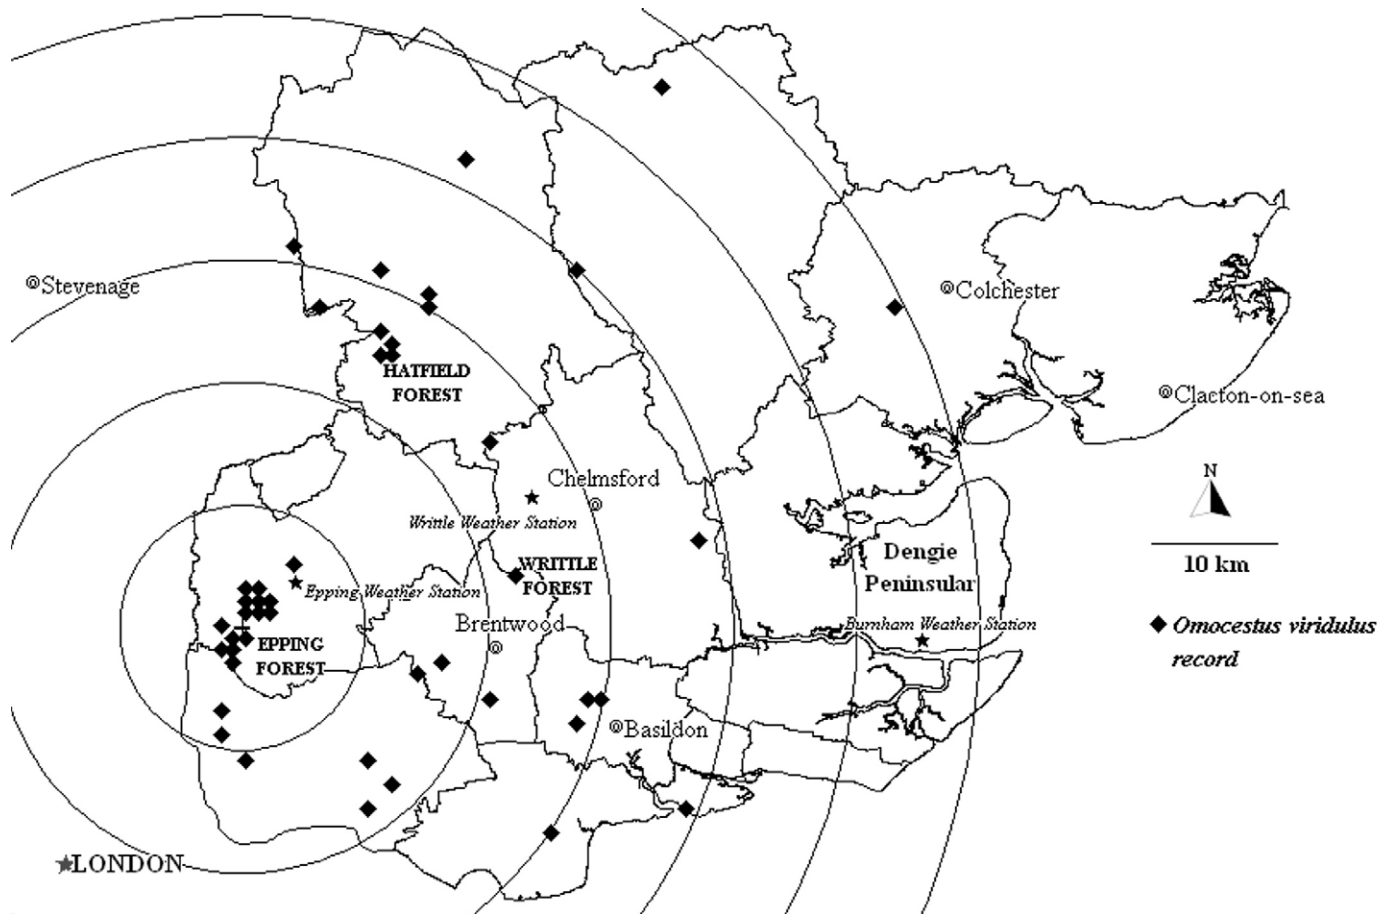 Stevenage
Colchester
HATFIELD
FOREST
Clacton-on-sea
Chelmsford
N
Writtle Weather Station
10 km
Dengie
Peninsular
WRITTLE
FOREST
Epping Weather Station
Brentwood
Burnham Weather Station
Omocestus viridulus
record
EPPING
FOREST
Basildon
LONDON